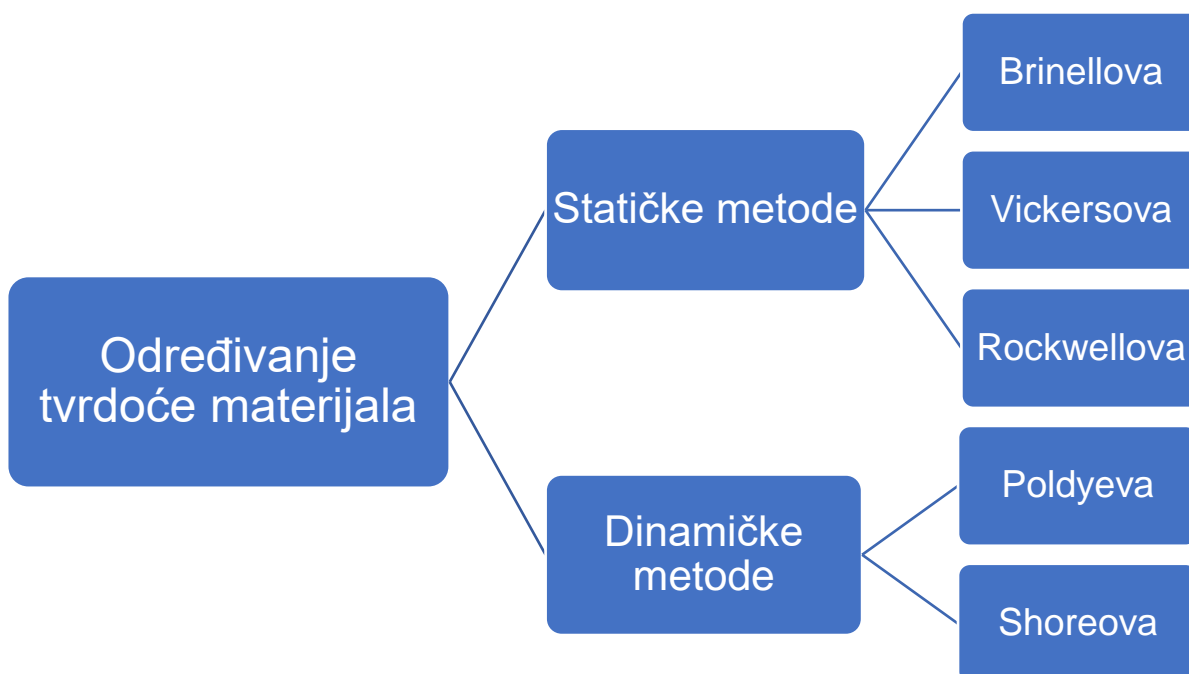 Određivanje
tvrdoće materijala
Statičke metode
Brinellova
Vickersova
Rockwellova
Dinamičke
metode
Poldyeva
Shoreova